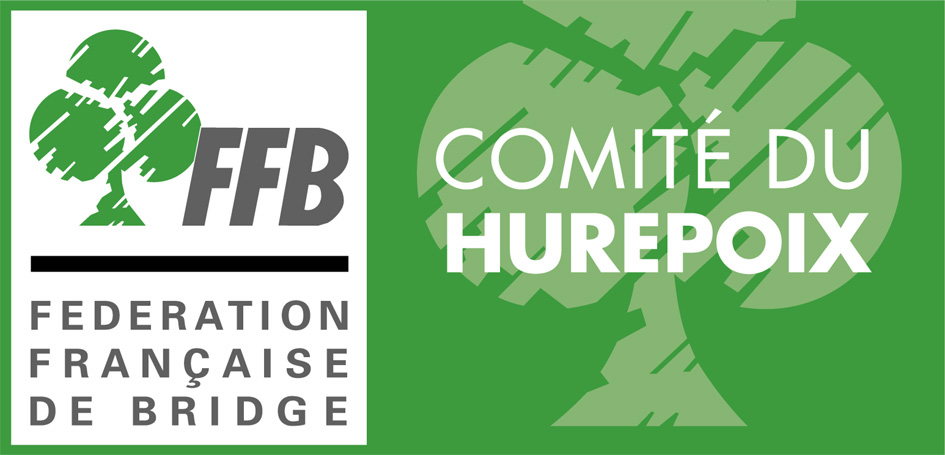 FFB
FEDERATION
FRANÇAISE
DE BRIDGE
COMITÉ DU
HUREPOIX